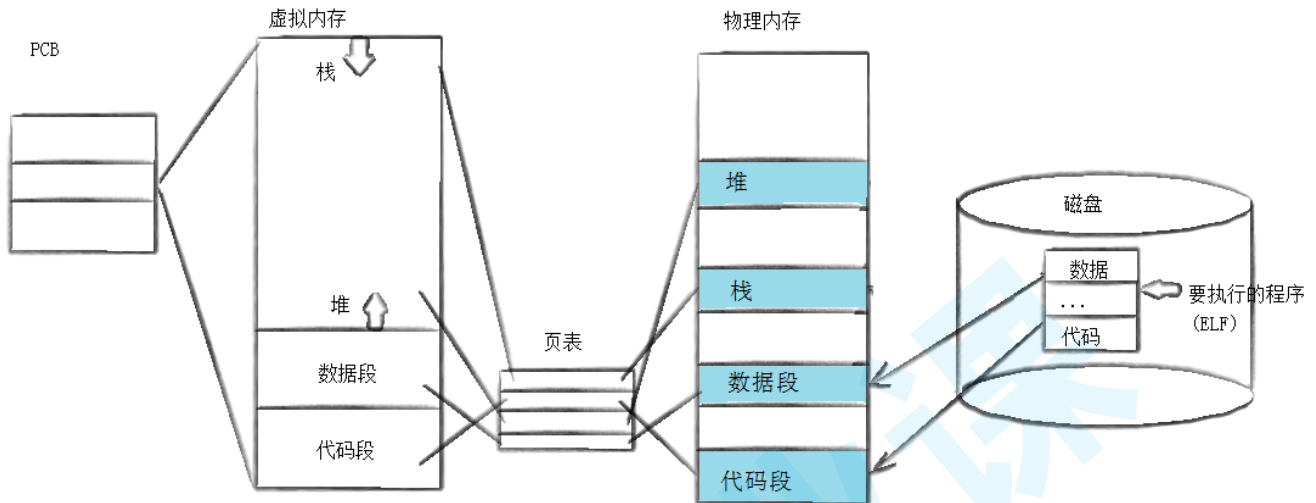 虚拟内存
物理内存
PCB
栈
堆
磁盘
堆
栈
数据
要执行的程序
(ELF)
...
代码
页表
数据段
数据段
代码段
代码段
课